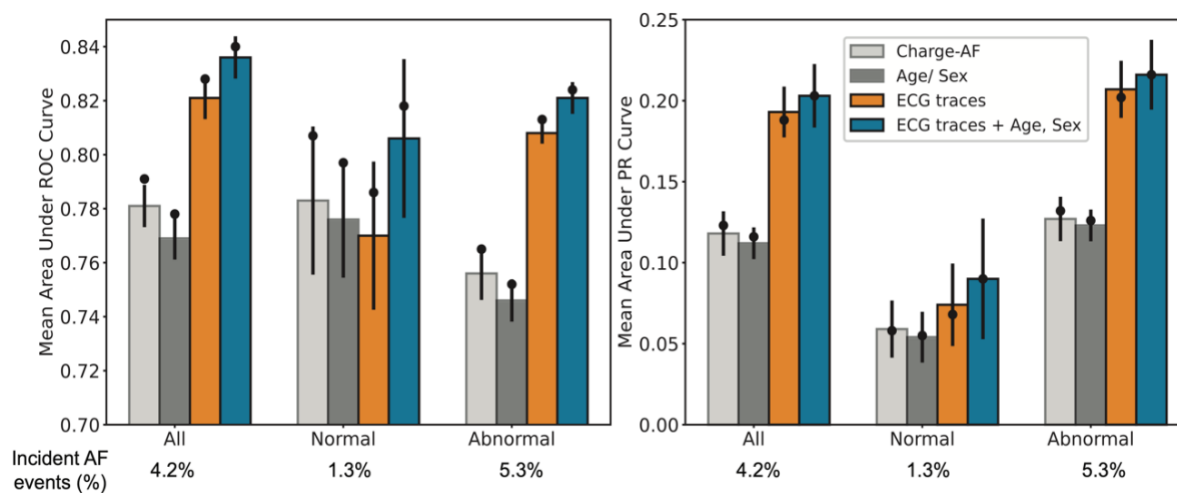 Mean Area Under ROC Curve
0.84
0.82
0.80
0.78
0.76
0.74
0.72
0.70
All
Normal
Abnormal
Mean Area Under PR Curve
0.25
0.20
0.15
0.10
0.05
0.00
Charge-AF
Age/ Sex
ECG traces
ECG traces + Age, Sex
All
Normal
Abnormal
Incident AF
events (%)
4.2%
1.3%
5.3%
4.2%
1.3%
5.3%